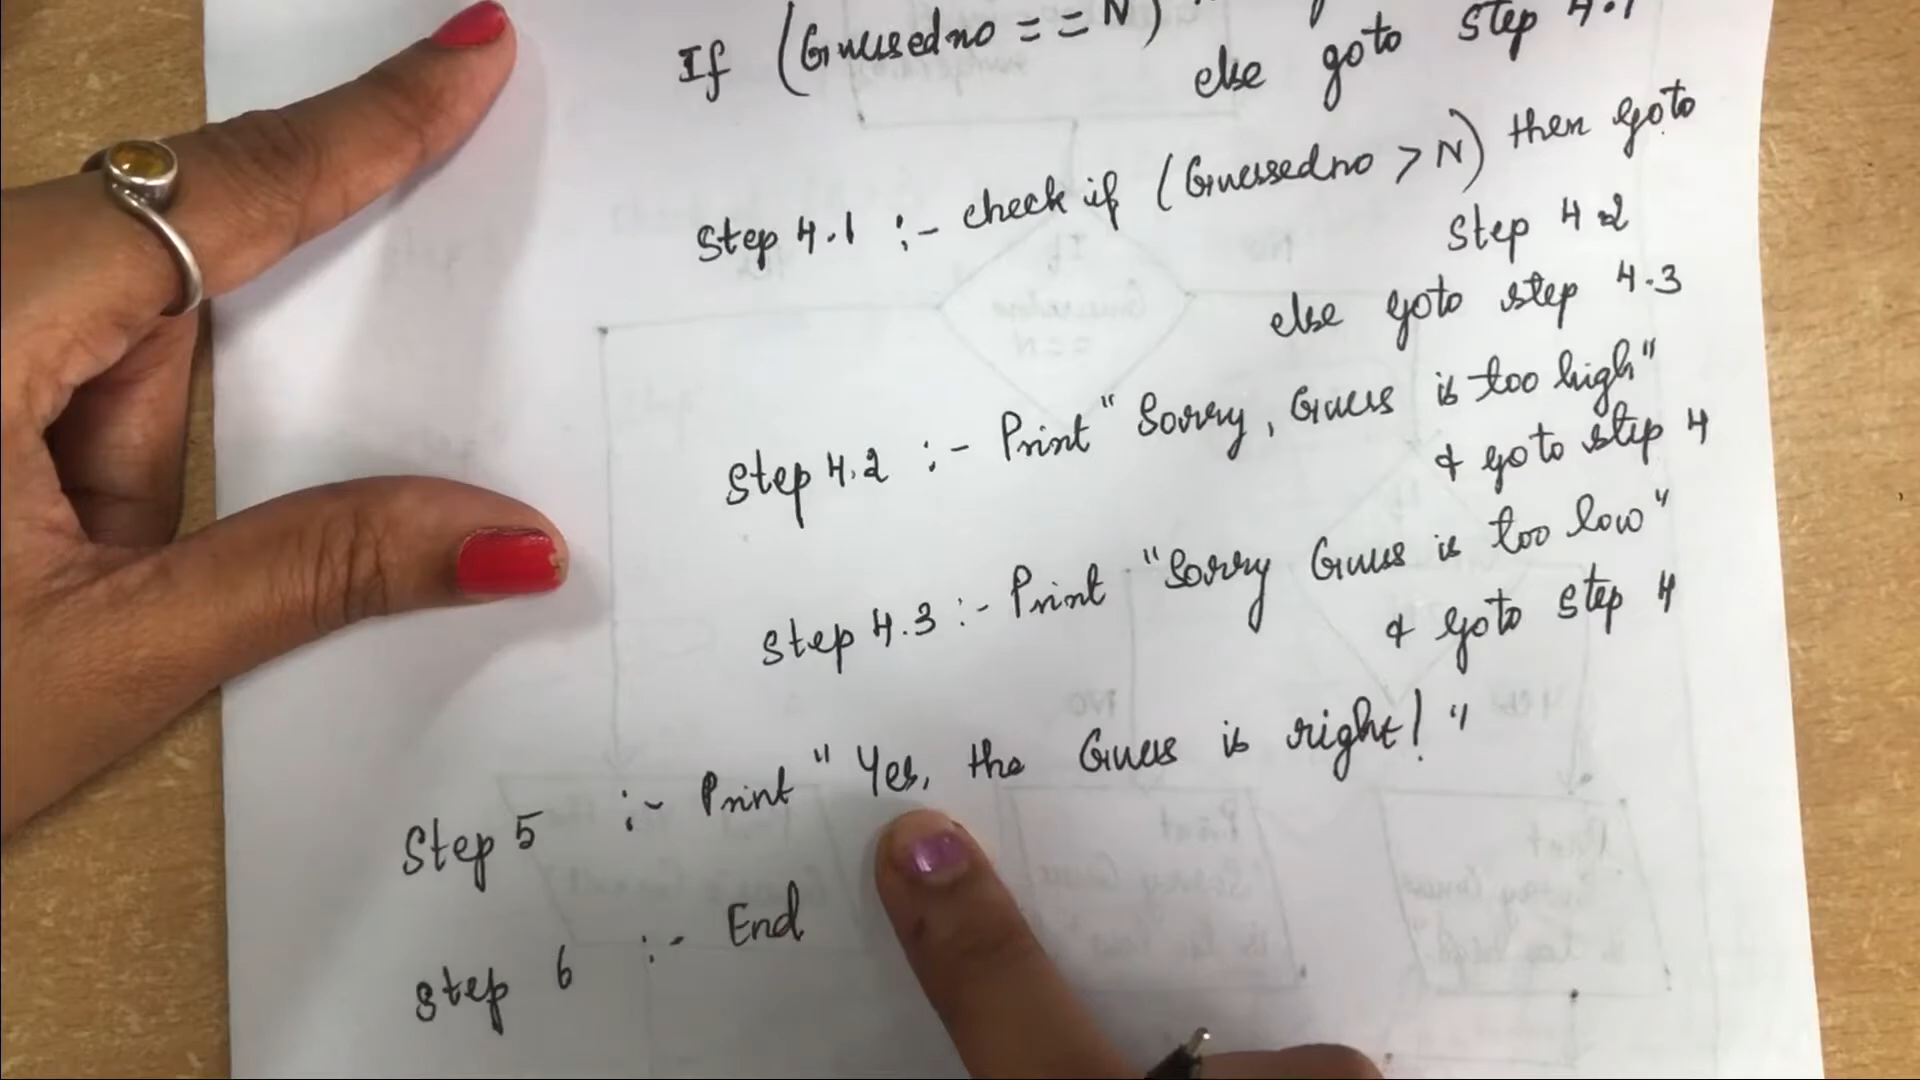 If (Guessedno == N)
else goto step 4.1
Step 4.1 :- check if (Guessedno > N) then goto
Step 4.2
else goto step 4.3
Step 4.2 :- Print "Sorry, Guess is too high"
& goto step 4
Step 4.3 :- Print "Sorry Guess is too low"
& goto step 4
Step 5 :- Print "Yes, the Guess is right!"
Step 6 :- End